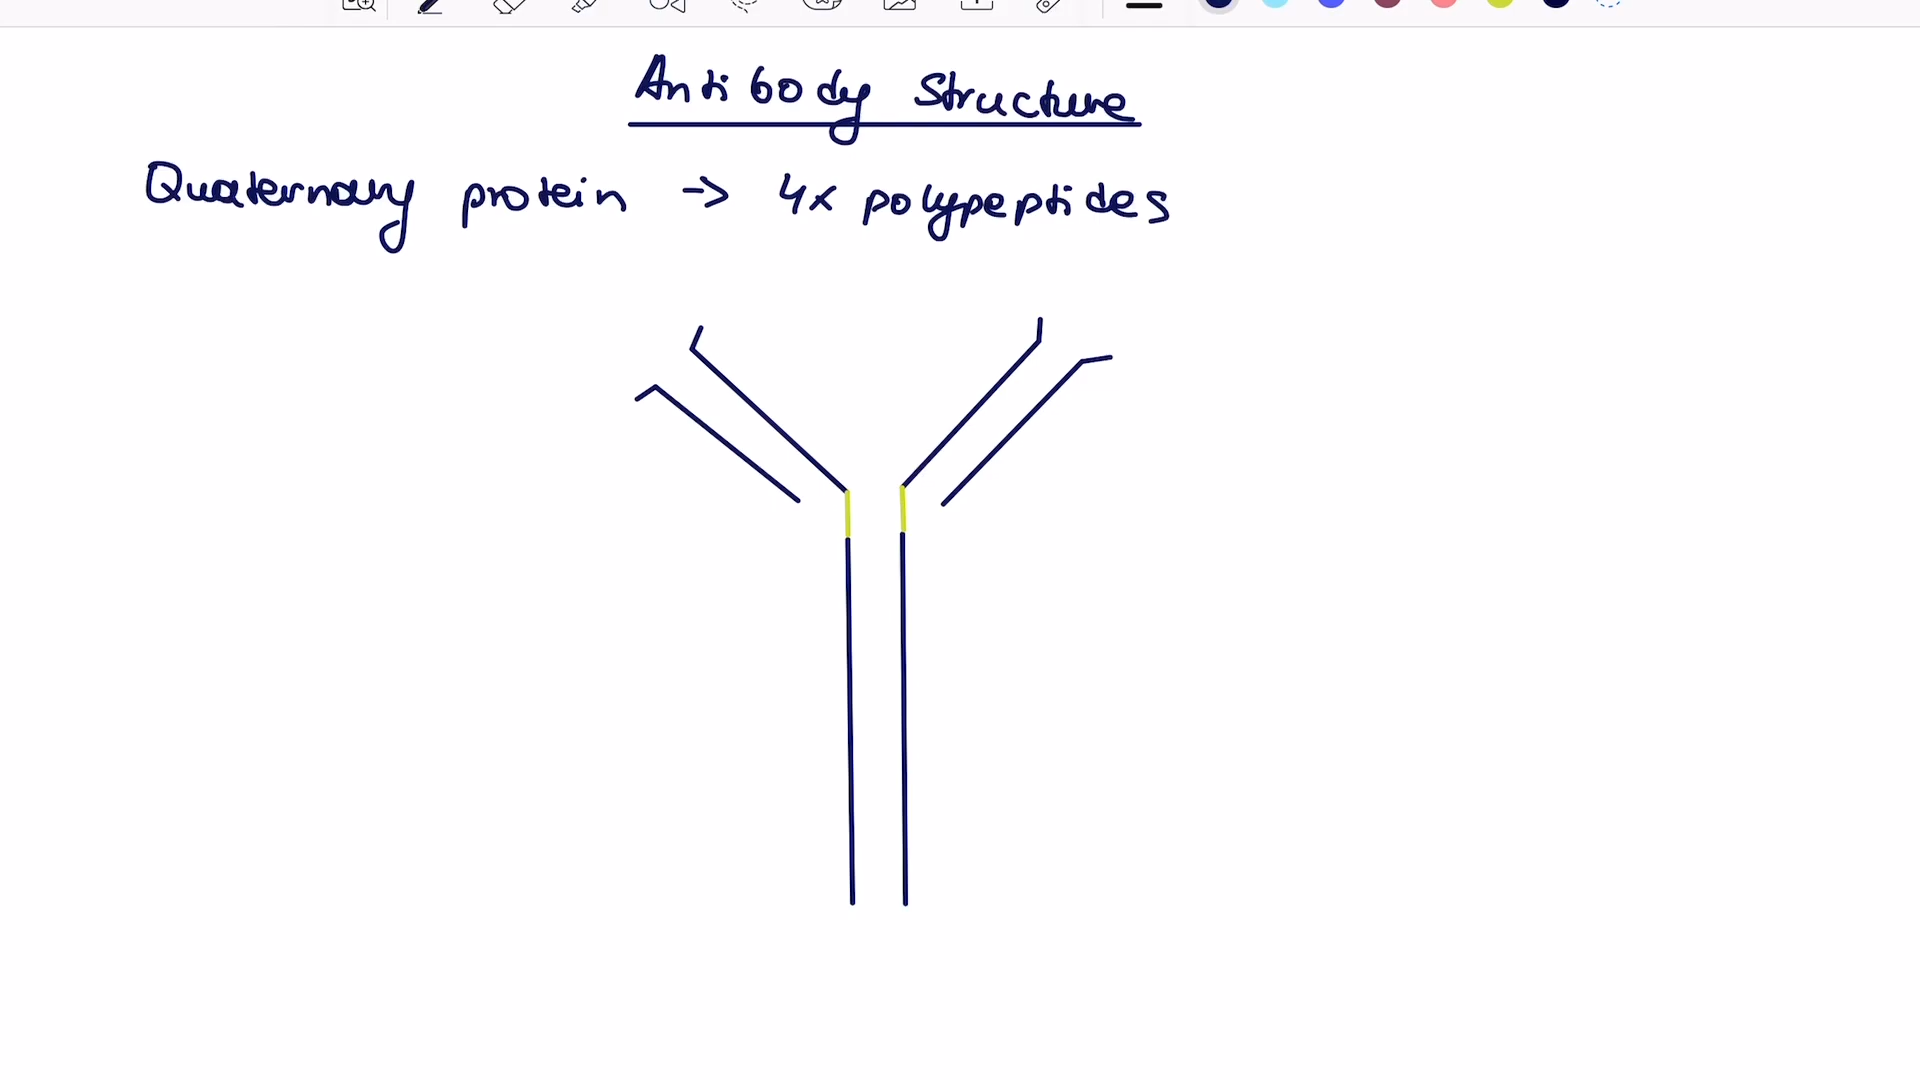 Antibody Structure
Quaternary protein -> 4x polypeptides